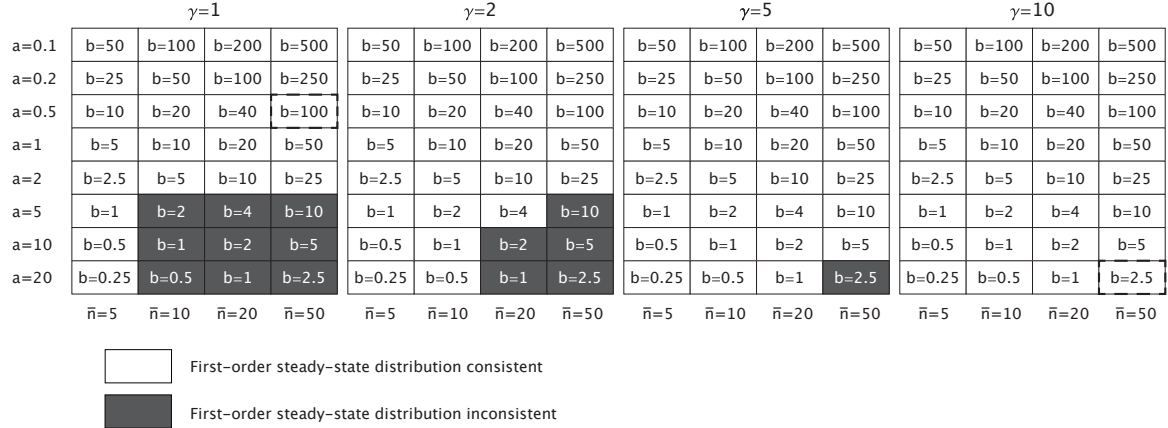 γ=1 γ=2 γ=5 γ=10
a=0.1 b=50 b=100 b=200 b=500 b=50 b=100 b=200 b=500 b=50 b=100 b=200 b=500 b=50 b=100 b=200 b=500
a=0.2 b=25 b=50 b=100 b=250 b=25 b=50 b=100 b=250 b=25 b=50 b=100 b=250 b=25 b=50 b=100 b=250
a=0.5 b=10 b=20 b=40 b=100 b=10 b=20 b=40 b=100 b=10 b=20 b=40 b=100 b=10 b=20 b=40 b=100
a=1 b=5 b=10 b=20 b=50 b=5 b=10 b=20 b=50 b=5 b=10 b=20 b=50 b=5 b=10 b=20 b=50
a=2 b=2.5 b=5 b=10 b=25 b=2.5 b=5 b=10 b=25 b=2.5 b=5 b=10 b=25 b=2.5 b=5 b=10 b=25
a=5 b=1 b=2 b=4 b=10 b=1 b=2 b=4 b=10 b=1 b=2 b=4 b=10 b=1 b=2 b=4 b=10
a=10 b=0.5 b=1 b=2 b=5 b=0.5 b=1 b=2 b=5 b=0.5 b=1 b=2 b=5 b=0.5 b=1 b=2 b=5
a=20 b=0.25 b=0.5 b=1 b=2.5 b=0.25 b=0.5 b=1 b=2.5 b=0.25 b=0.5 b=1 b=2.5 b=0.25 b=0.5 b=1 b=2.5
n̅=5 n̅=10 n̅=20 n̅=50 n̅=5 n̅=10 n̅=20 n̅=50 n̅=5 n̅=10 n̅=20 n̅=50 n̅=5 n̅=10 n̅=20 n̅=50
First-order steady-state distribution consistent
First-order steady-state distribution inconsistent